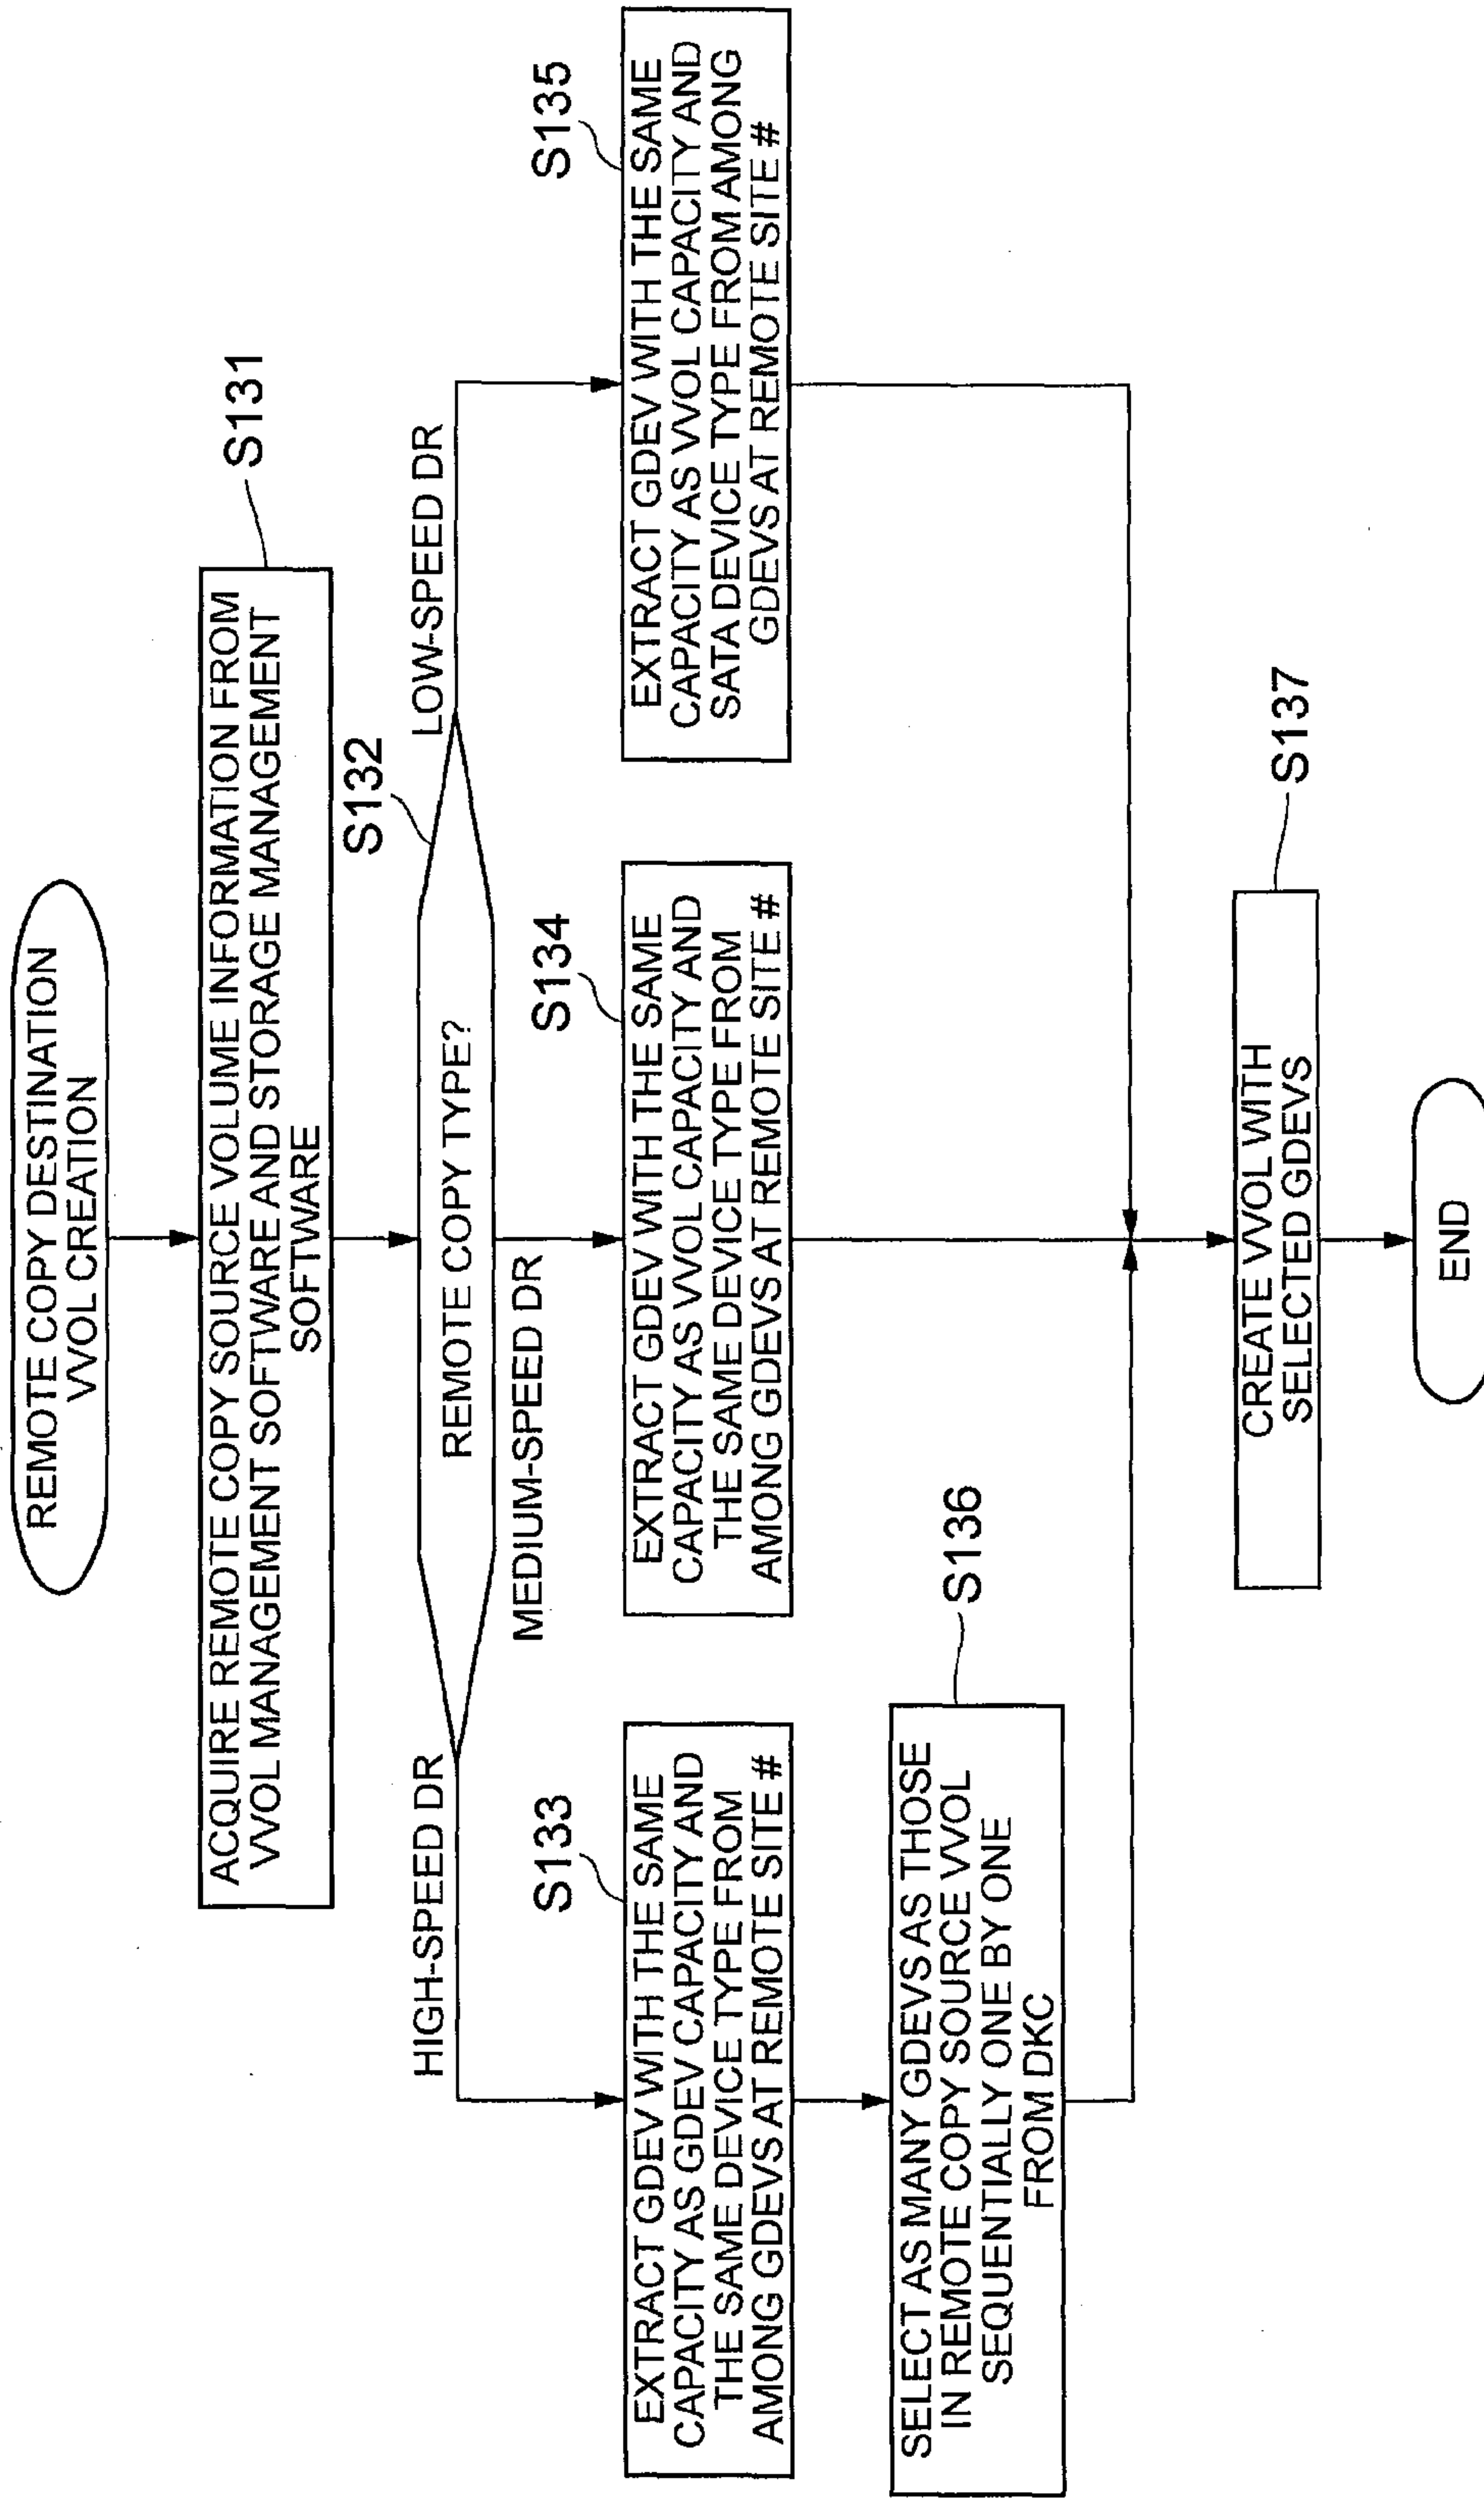 REMOTE COPY DESTINATION
VVOL CREATION
ACQUIRE REMOTE COPY SOURCE VOLUME INFORMATION FROM
VVOL MANAGEMENT SOFTWARE AND STORAGE MANAGEMENT
SOFTWARE
S131
S132
REMOTE COPY TYPE?
HIGH-SPEED DR
MEDIUM-SPEED DR
LOW-SPEED DR
S133
EXTRACT GDEV WITH THE SAME
CAPACITY AS GDEV CAPACITY AND
THE SAME DEVICE TYPE FROM
AMONG GDEVS AT REMOTE SITE #
S134
EXTRACT GDEV WITH THE SAME
CAPACITY AS VVOL CAPACITY AND
THE SAME DEVICE TYPE FROM
AMONG GDEVS AT REMOTE SITE #
S135
EXTRACT GDEV WITH THE SAME
CAPACITY AS VVOL CAPACITY AND
SATA DEVICE TYPE FROM AMONG
GDEVS AT REMOTE SITE #
S136
SELECT AS MANY GDEVS AS THOSE
IN REMOTE COPY SOURCE VVOL
SEQUENTIALLY ONE BY ONE
FROM DKC
S137
CREATE VVOL WITH
SELECTED GDEVS
END